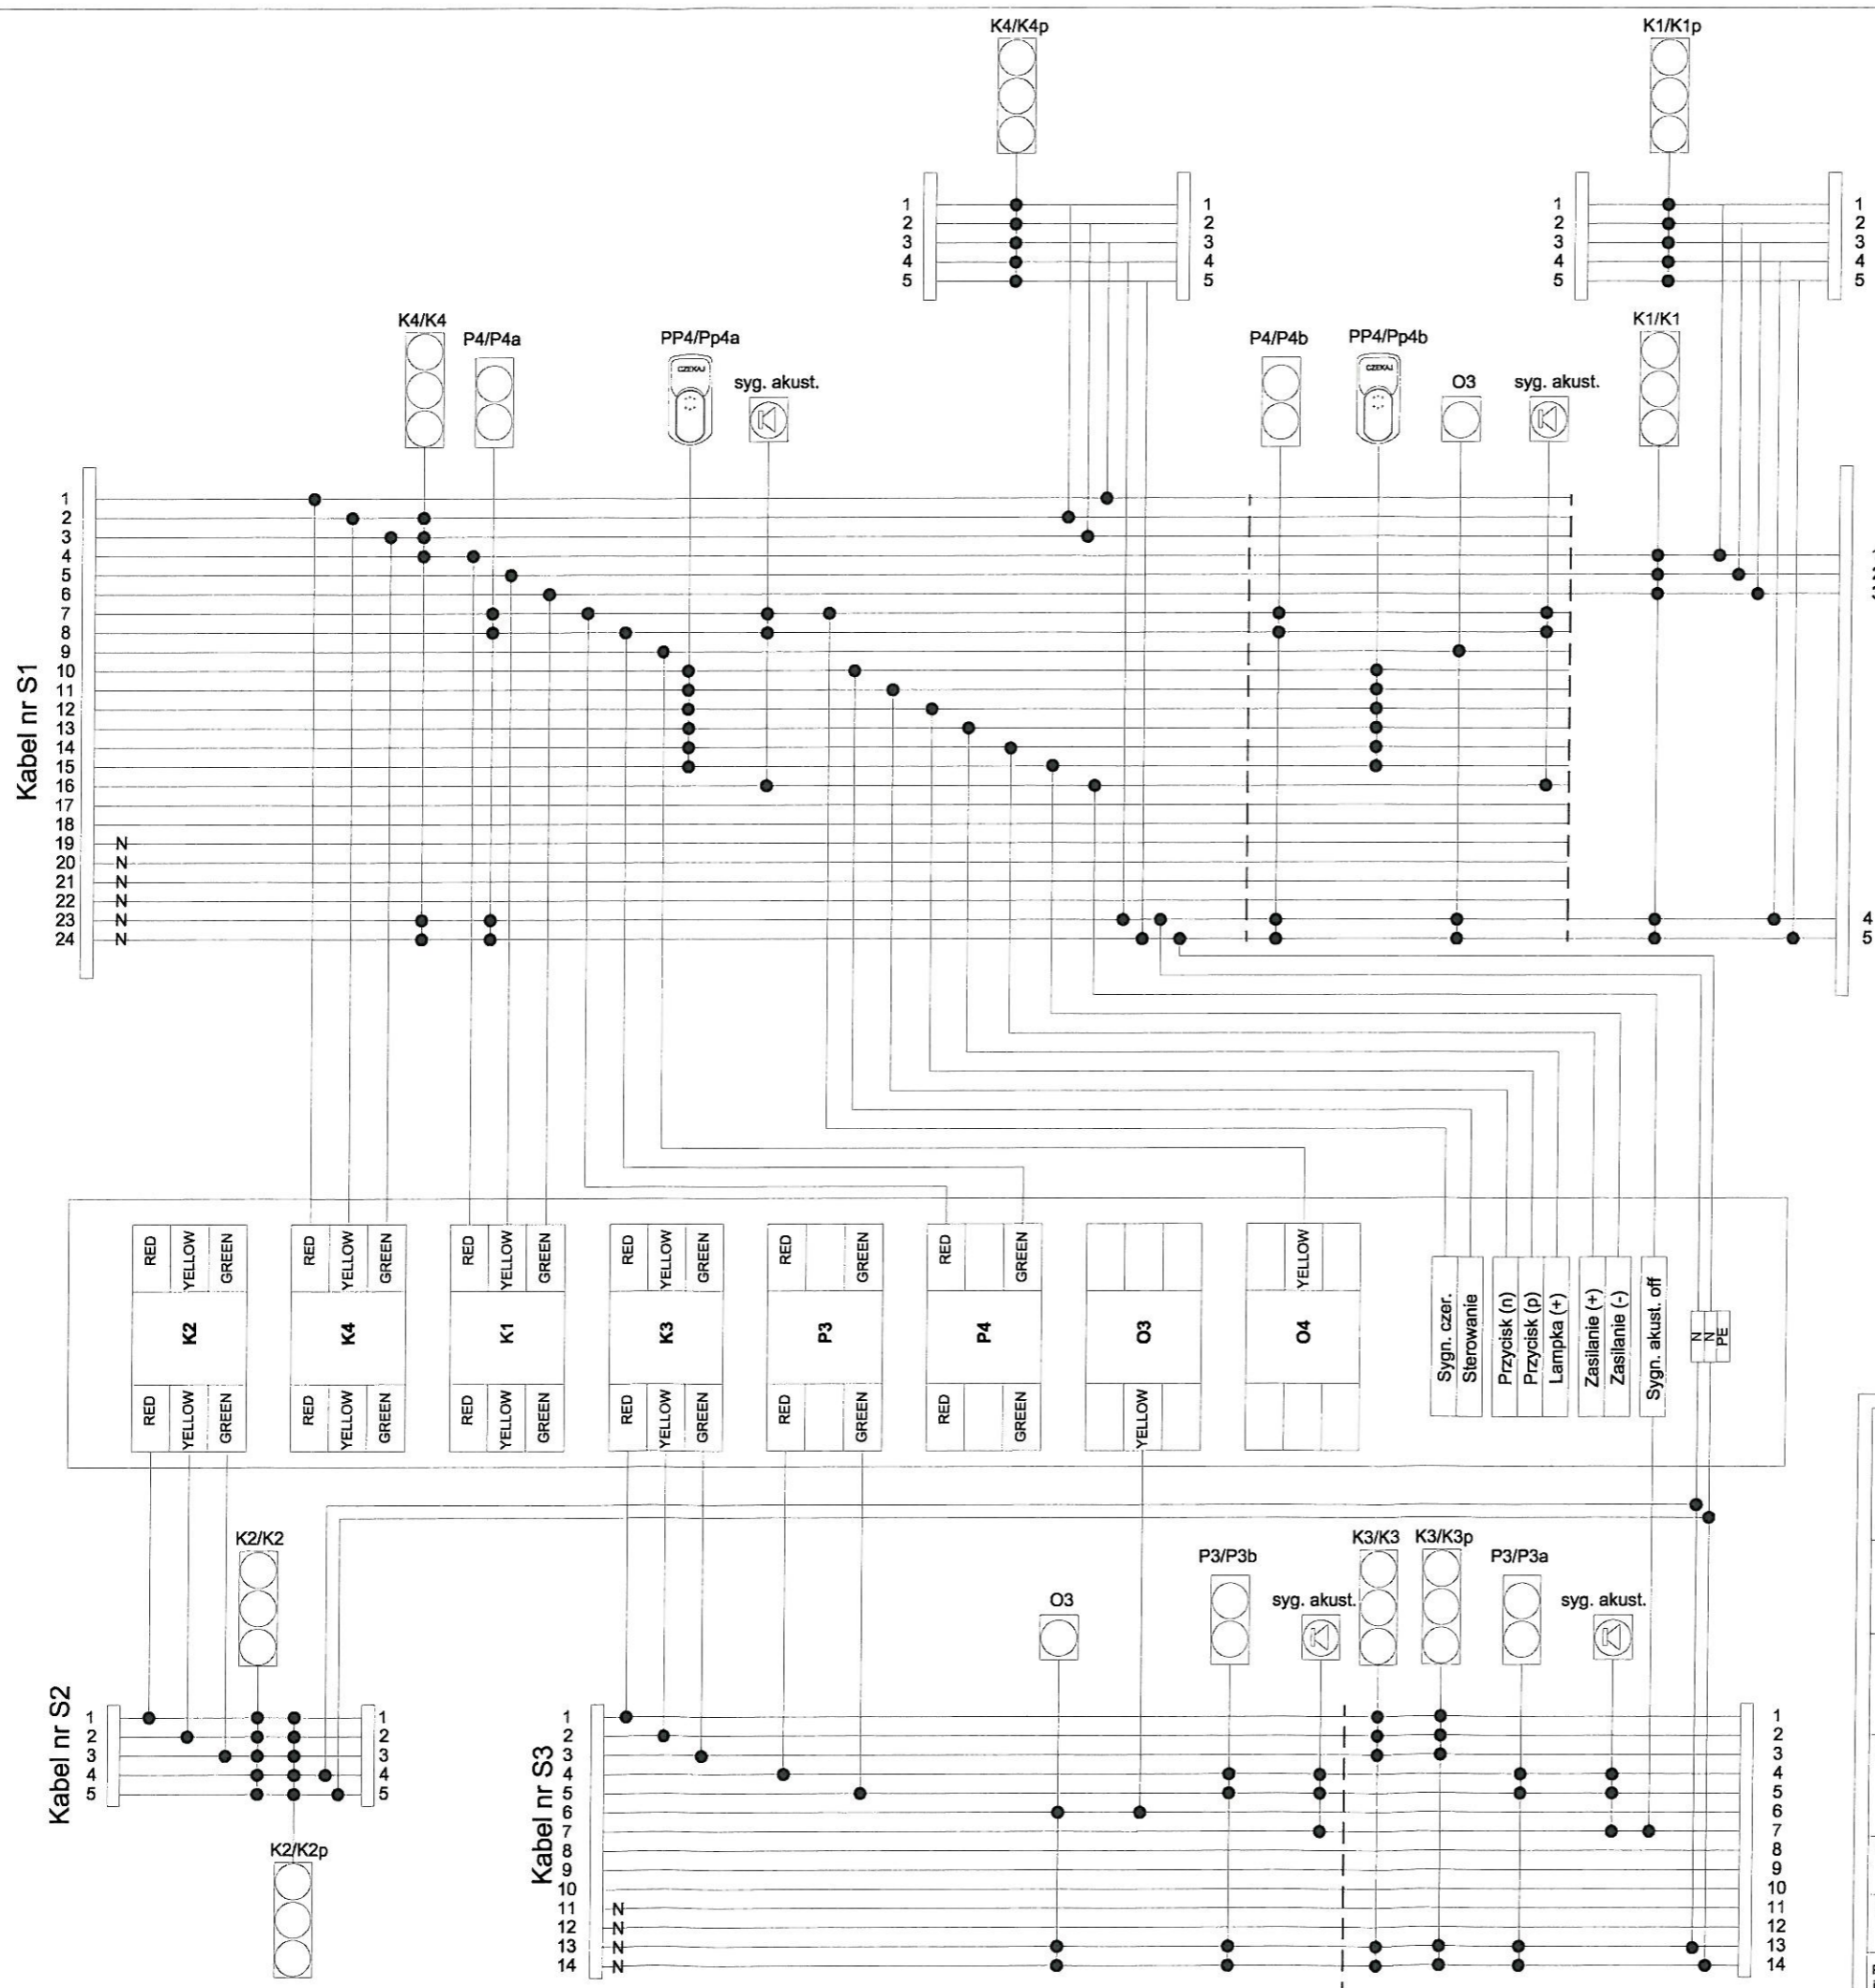 K4/K4p
K1/K1p
1 1
2 2
3 3
4 4
5 5
1 1
2 2
3 3
4 4
5 5
K4/K4
P4/P4a
PP4/Pp4a
CZEKAJ
syg. akust.
P4/P4b
PP4/Pp4b
CZEKAJ
O3
syg. akust.
K1/K1
Kabel nr S1
1
2
3
4
5
6
7
8
9
10
11
12
13
14
15
16
17
18
19 N
20 N
21 N
22 N
23 N 4
24 N 5
RED YELLOW GREEN
K2
RED YELLOW GREEN
RED YELLOW GREEN
K4
RED YELLOW GREEN
RED YELLOW GREEN
K1
RED YELLOW GREEN
RED YELLOW GREEN
K3
RED YELLOW GREEN
RED GREEN
P3
RED GREEN
RED GREEN
P4
RED GREEN
O3
YELLOW
YELLOW
O4
Sygn. czer.
Sterowanie
Przycisk (n)
Przycisk (p)
Lampka (+)
Zasilanie (+)
Zasilanie (-)
Sygn. akust. off
N
N
PE
K2/K2
Kabel nr S2
1 1
2 2
3 3
4 4
5 5
K2/K2p
O3
P3/P3b
syg. akust.
K3/K3
K3/K3p
P3/P3a
syg. akust.
Kabel nr S3
1 1
2 2
3 3
4 4
5 5
6 6
7 7
8 8
9 9
10 10
11 N 11
12 N 12
13 N 13
14 N 14